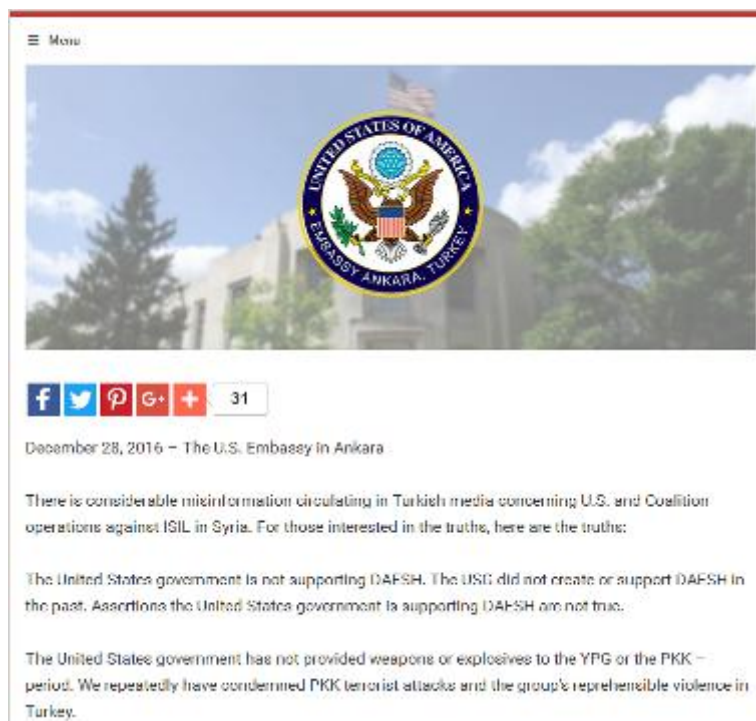 ☰ Menu
UNITED STATES OF AMERICA
EMBASSY ANKARA, TURKEY
31
December 28, 2016 – The U.S. Embassy in Ankara
There is considerable misinformation circulating in Turkish media concerning U.S. and Coalition
operations against ISIL in Syria. For those interested in the truths, here are the truths:
The United States government is not supporting DAESH. The USG did not create or support DAESH in
the past. Assertions the United States government is supporting DAESH are not true.
The United States government has not provided weapons or explosives to the YPG or the PKK –
period. We repeatedly have condemned PKK terrorist attacks and the group's reprehensible violence in
Turkey.